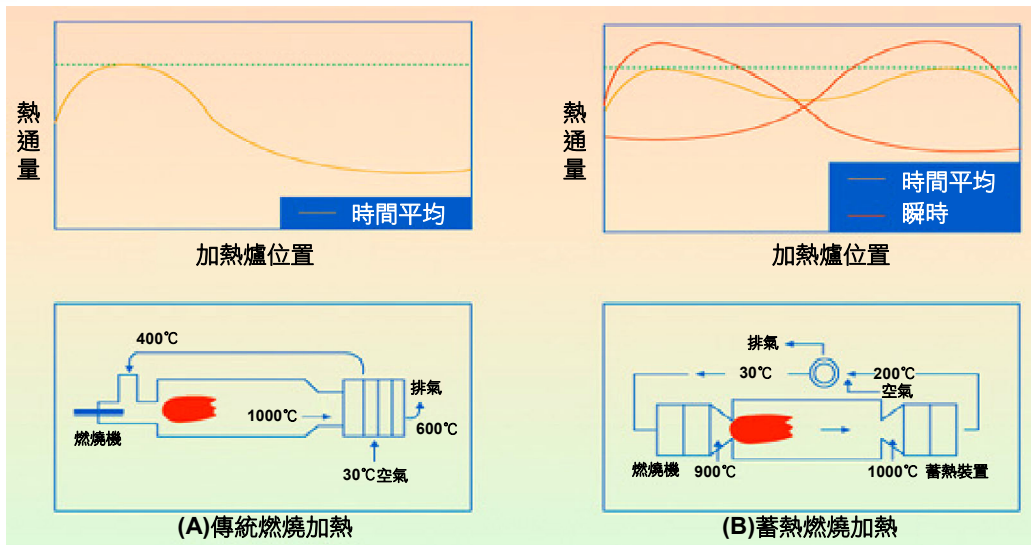 熱通量
時間平均
加熱爐位置
熱通量
時間平均
瞬時
加熱爐位置
400℃
排氣
1000℃
600℃
燃燒機
30℃空氣
(A)傳統燃燒加熱
排氣
30℃
200℃
空氣
燃燒機
900℃
1000℃
蓄熱裝置
(B)蓄熱燃燒加熱